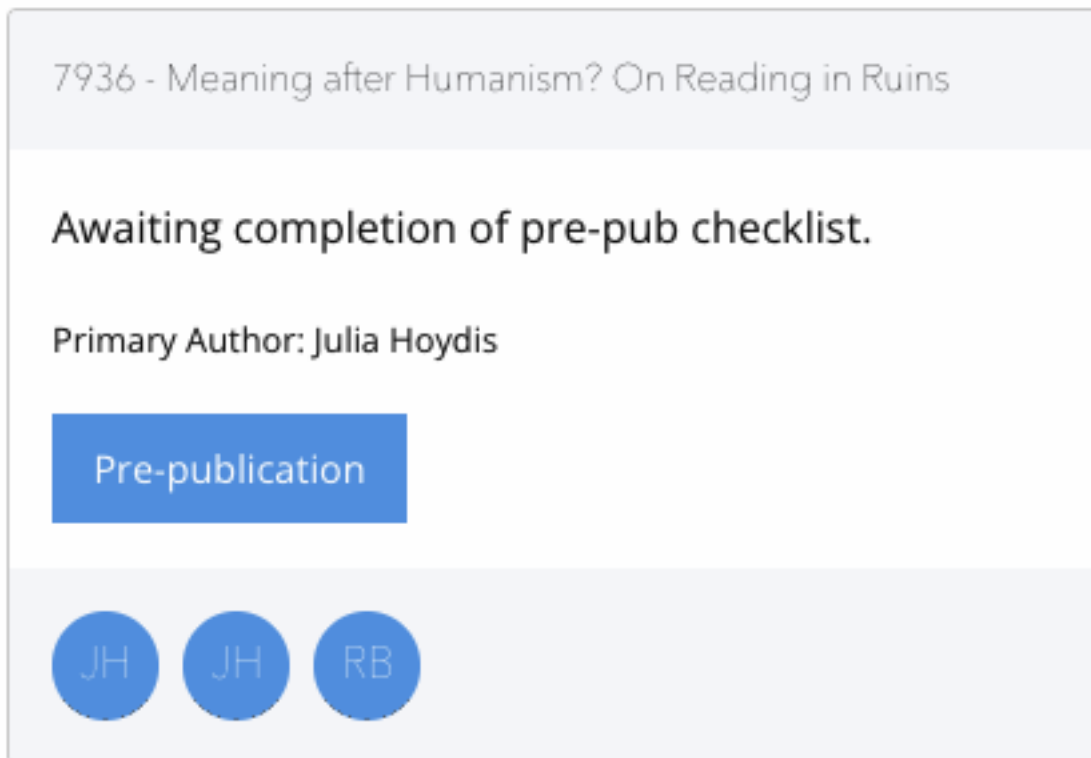 7936 - Meaning after Humanism? On Reading in Ruins
Awaiting completion of pre-pub checklist.
Primary Author: Julia Hoydis
Pre-publication
JH JH RB